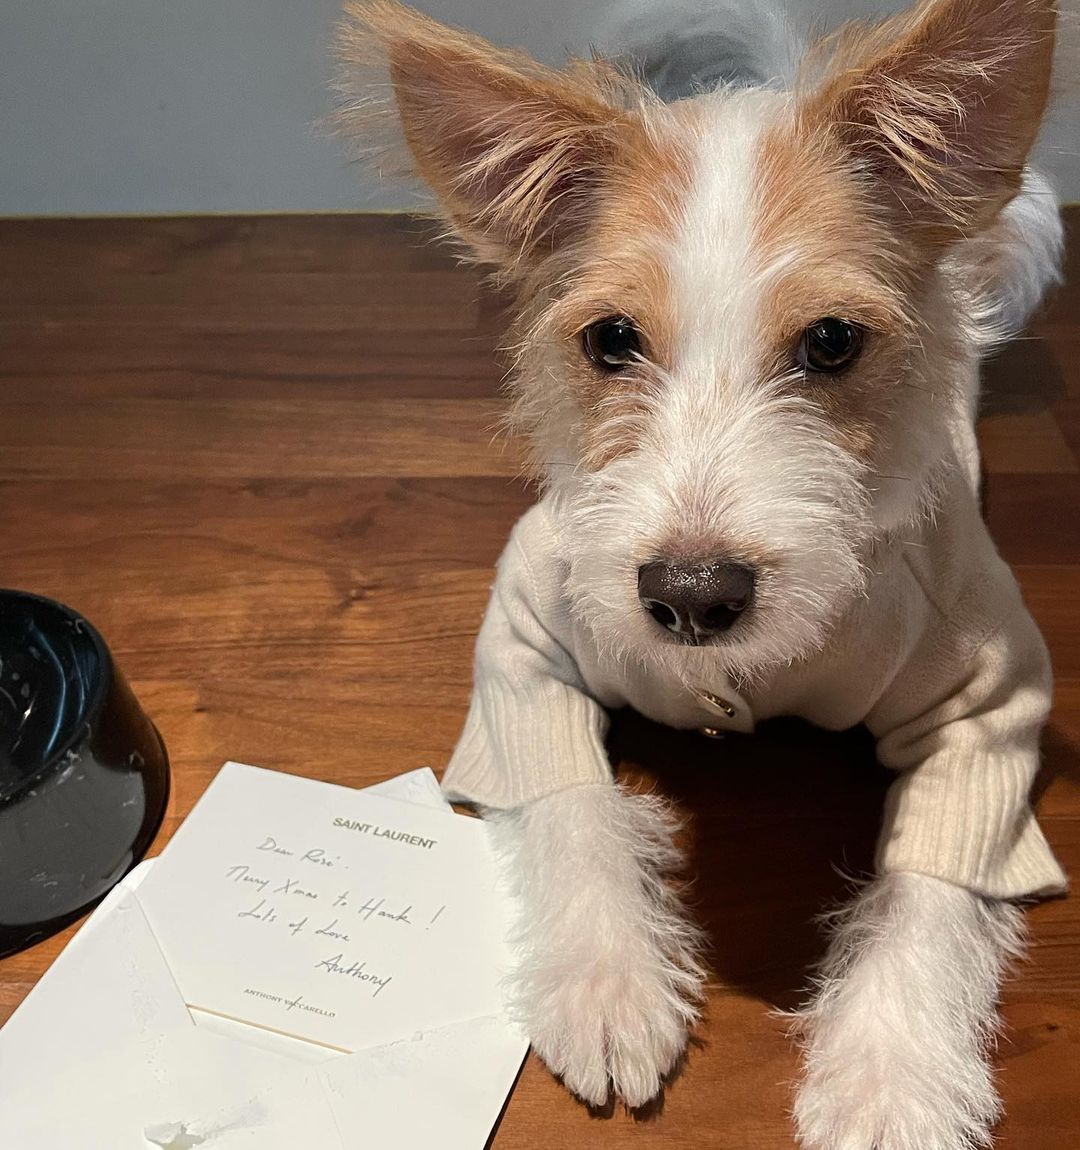 SAINT LAURENT
Dear Rosé.
Merry Xmas to Hank !
Lots of Love
Anthony
ANTHONY VACCARELLO